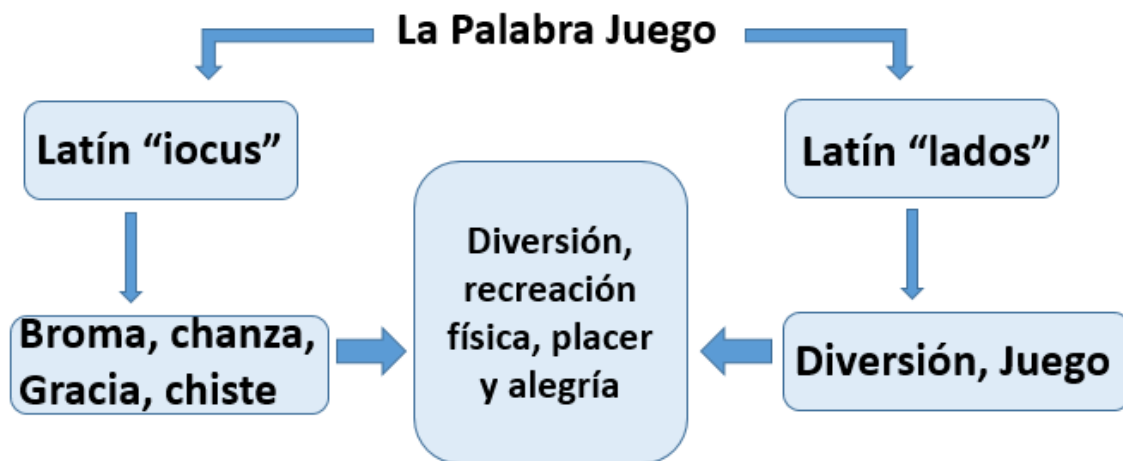 La Palabra Juego
Latín “iocus”
Latín “lados”
Broma, chanza,
Gracia, chiste
Diversión,
recreación
física, placer
y alegría
Diversión, Juego